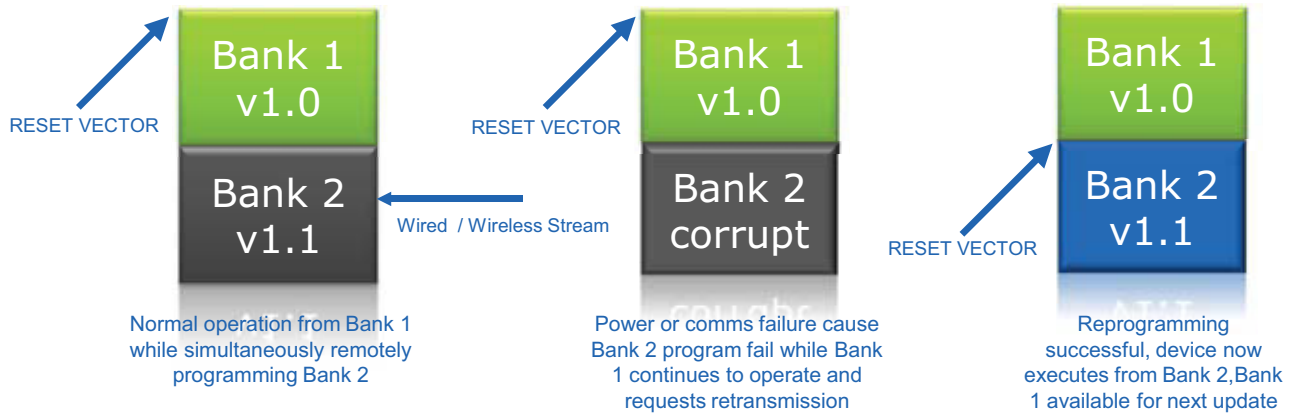 Bank 1
v1.0
RESET VECTOR
Bank 2
v1.1
Wired / Wireless Stream
Normal operation from Bank 1
while simultaneously remotely
programming Bank 2
Bank 1
v1.0
RESET VECTOR
Bank 2
corrupt
Power or comms failure cause
Bank 2 program fail while Bank
1 continues to operate and
requests retransmission
Bank 1
v1.0
Bank 2
v1.1
RESET VECTOR
Reprogramming
successful, device now
executes from Bank 2,Bank
1 available for next update